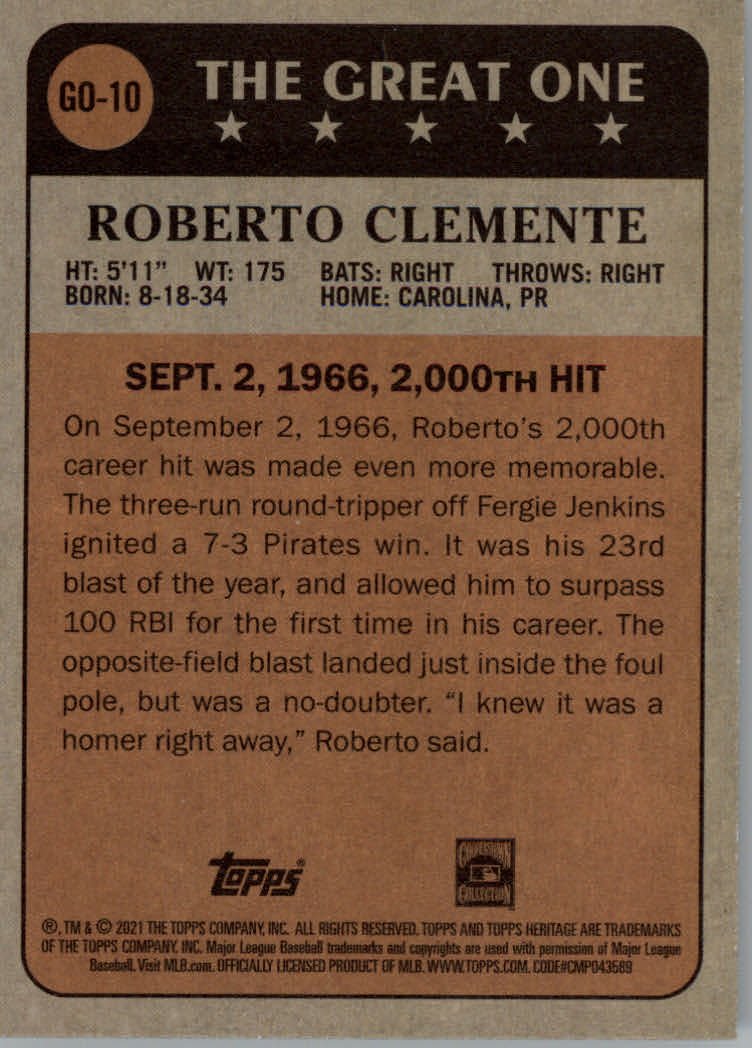 GO-10
THE GREAT ONE
ROBERTO CLEMENTE
HT: 5'11" WT: 175 BATS: RIGHT THROWS: RIGHT
BORN: 8-18-34 HOME: CAROLINA, PR
SEPT. 2, 1966, 2,000TH HIT
On September 2, 1966, Roberto's 2,000th
career hit was made even more memorable.
The three-run round-tripper off Fergie Jenkins
ignited a 7-3 Pirates win. It was his 23rd
blast of the year, and allowed him to surpass
100 RBI for the first time in his career. The
opposite-field blast landed just inside the foul
pole, but was a no-doubter. "I knew it was a
homer right away," Roberto said.
Topps®
COOPERSTOWN
COLLECTION
®, TM & © 2021 THE TOPPS COMPANY, INC. ALL RIGHTS RESERVED. TOPPS AND TOPPS HERITAGE ARE TRADEMARKS
OF THE TOPPS COMPANY, INC. Major League Baseball trademarks and copyrights are used with permission of Major League
Baseball. Visit MLB.com. OFFICIALLY LICENSED PRODUCT OF MLB. WWW.TOPPS.COM. CODE#CMP043589